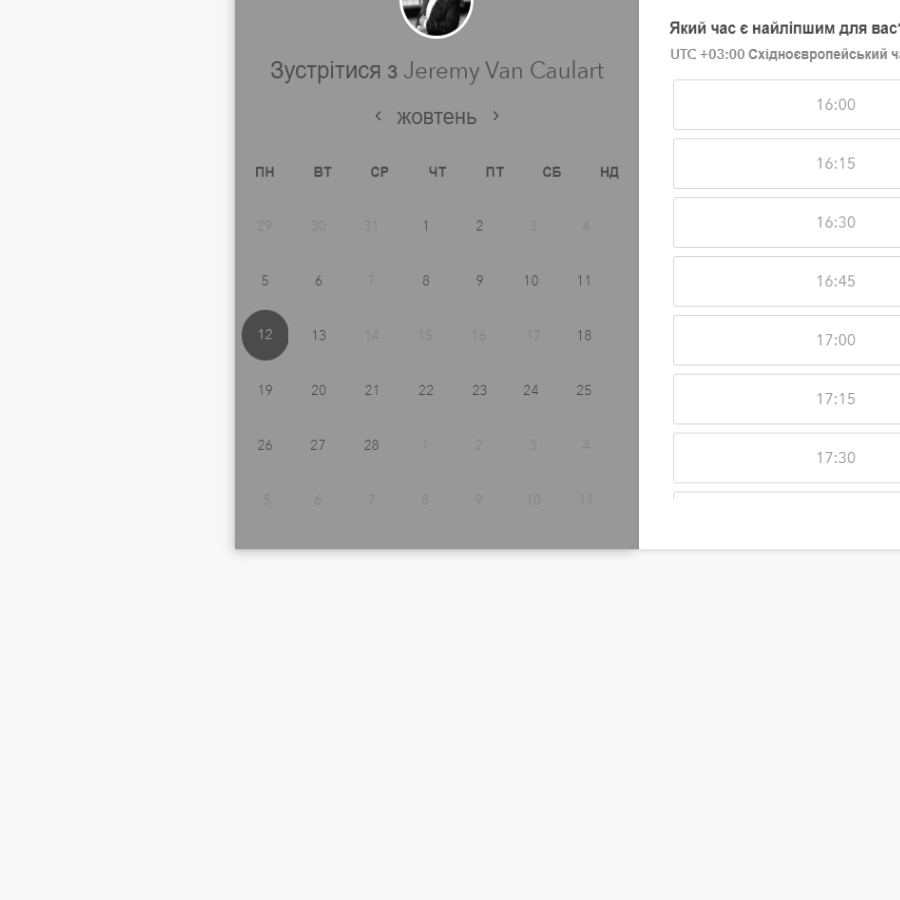 Зустрітися з Jeremy Van Caulart
‹ жовтень ›
ПН ВТ СР ЧТ ПТ СБ НД
29 30 31 1 2 3 4
5 6 7 8 9 10 11
12 13 14 15 16 17 18
19 20 21 22 23 24 25
26 27 28 1 2 3 4
5 6 7 8 9 10 11
Який час є найліпшим для вас?
UTC +03:00 Східноєвропейський ча
16:00
16:15
16:30
16:45
17:00
17:15
17:30